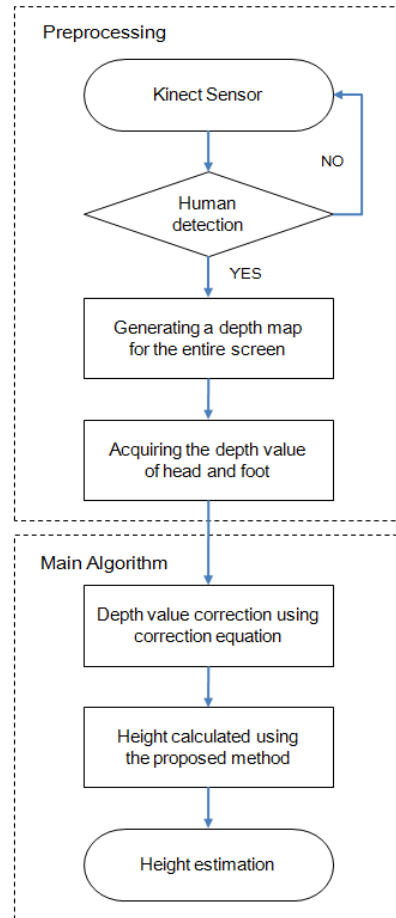 Preprocessing
Kinect Sensor
NO
Human
detection
YES
Generating a depth map
for the entire screen
Acquiring the depth value
of head and foot
Main Algorithm
Depth value correction using
correction equation
Height calculated using
the proposed method
Height estimation